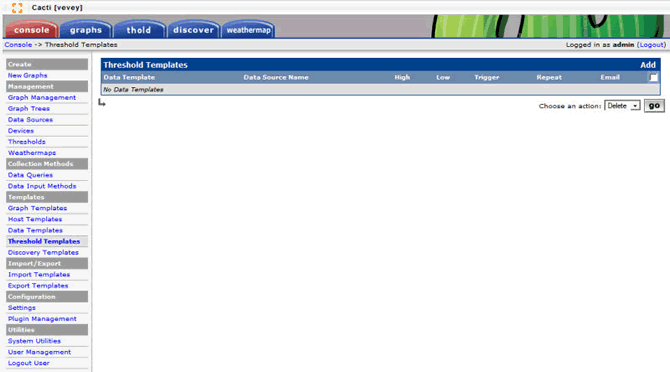 Cacti [vevey]
console graphs thold discover weathermap
Console -> Threshold Templates Logged in as admin (Logout)
Create
New Graphs
Management
Graph Management
Graph Trees
Data Sources
Devices
Thresholds
Weathermaps
Collection Methods
Data Queries
Data Input Methods
Templates
Graph Templates
Host Templates
Data Templates
Threshold Templates
Discovery Templates
Import/Export
Import Templates
Export Templates
Configuration
Settings
Plugin Management
Utilities
System Utilities
User Management
Logout User
Threshold Templates Add
Data Template Data Source Name High Low Trigger Repeat Email
No Data Templates
Choose an action: Delete go